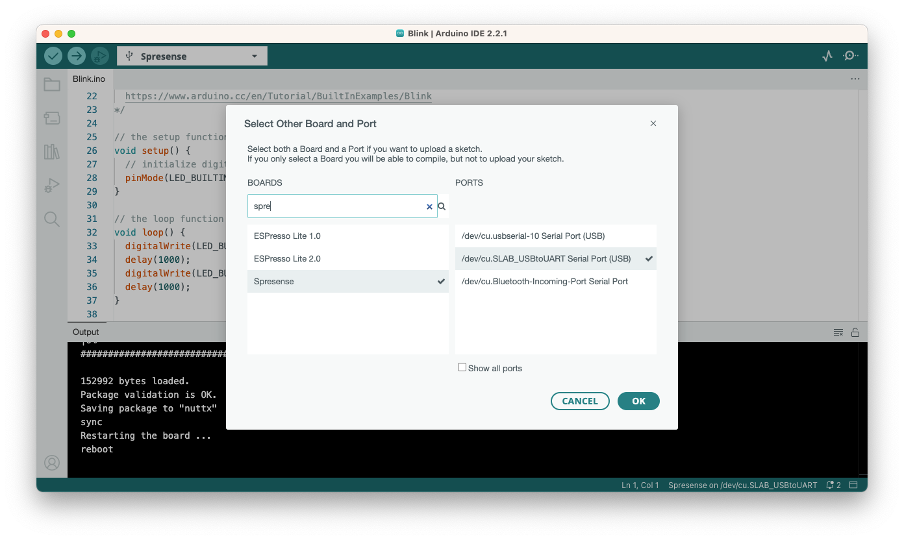 Blink | Arduino IDE 2.2.1
Spresense
Blink.ino
22 https://www.arduino.cc/en/Tutorial/BuiltInExamples/Blink
23 */
24
25 // the setup function
26 void setup() {
27 // initialize digi
28 pinMode(LED_BUILTIN
29 }
30
31 // the loop function
32 void loop() {
33 digitalWrite(LED_BU
34 delay(1000);
35 digitalWrite(LED_BU
36 delay(1000);
37 }
38
Select Other Board and Port
Select both a Board and a Port if you want to upload a sketch.
If you only select a Board you will be able to compile, but not to upload your sketch.
BOARDS
spre
ESPresso Lite 1.0
ESPresso Lite 2.0
Spresense
PORTS
/dev/cu.usbserial-10 Serial Port (USB)
/dev/cu.SLAB_USBtoUART Serial Port (USB)
/dev/cu.Bluetooth-Incoming-Port Serial Port
Show all ports
CANCEL OK
Output
###########################
152992 bytes loaded.
Package validation is OK.
Saving package to "nuttx"
sync
Restarting the board ...
reboot
Ln 1, Col 1 Spresense on /dev/cu.SLAB_USBtoUART 2